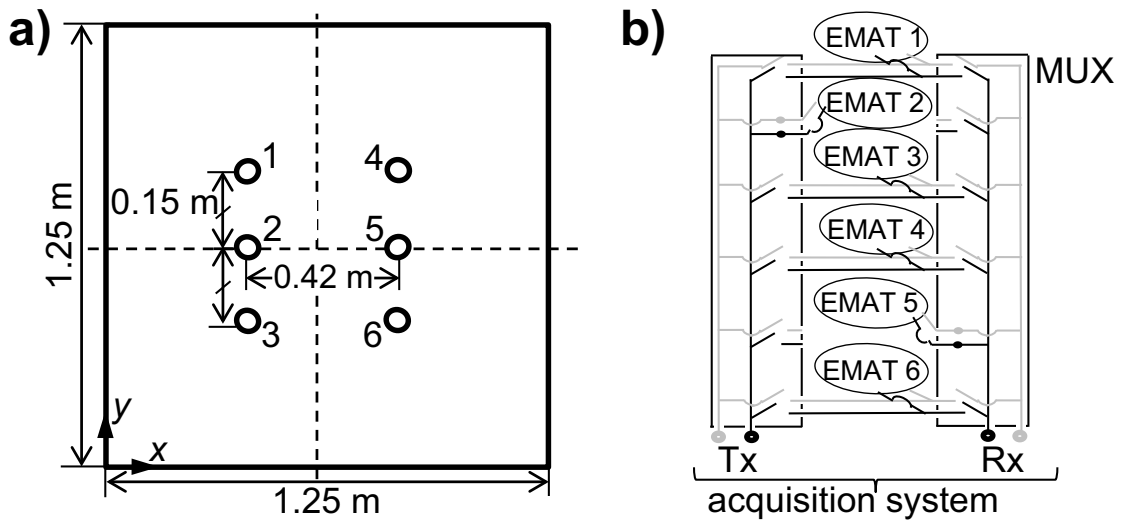 a)
1
4
0.15 m
2
5
0.42 m
1.25 m
3
6
y
x
1.25 m
b)
EMAT 1
MUX
EMAT 2
EMAT 3
EMAT 4
EMAT 5
EMAT 6
Tx
Rx
acquisition system